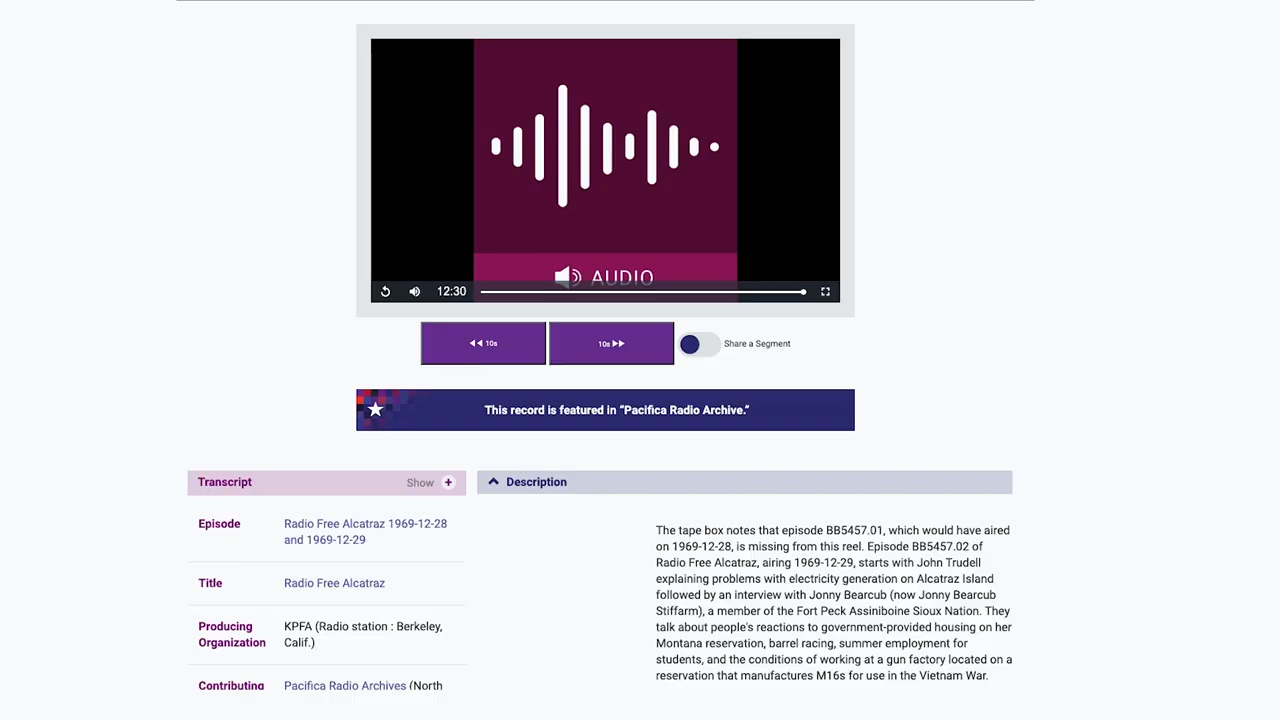 AUDIO
12:30
10s
10s
Share a Segment
This record is featured in “Pacifica Radio Archive.”
Transcript
Show +
Episode
Radio Free Alcatraz 1969-12-28
and 1969-12-29
Title
Radio Free Alcatraz
Producing
Organization
KPFA (Radio station : Berkeley,
Calif.)
Contributing
Pacifica Radio Archives (North
Description
The tape box notes that episode BB5457.01, which would have aired
on 1969-12-28, is missing from this reel. Episode BB5457.02 of
Radio Free Alcatraz, airing 1969-12-29, starts with John Trudell
explaining problems with electricity generation on Alcatraz Island
followed by an interview with Jonny Bearcub (now Jonny Bearcub
Stiffarm), a member of the Fort Peck Assiniboine Sioux Nation. They
talk about people's reactions to government-provided housing on her
Montana reservation, barrel racing, summer employment for
students, and the conditions of working at a gun factory located on a
reservation that manufactures M16s for use in the Vietnam War.